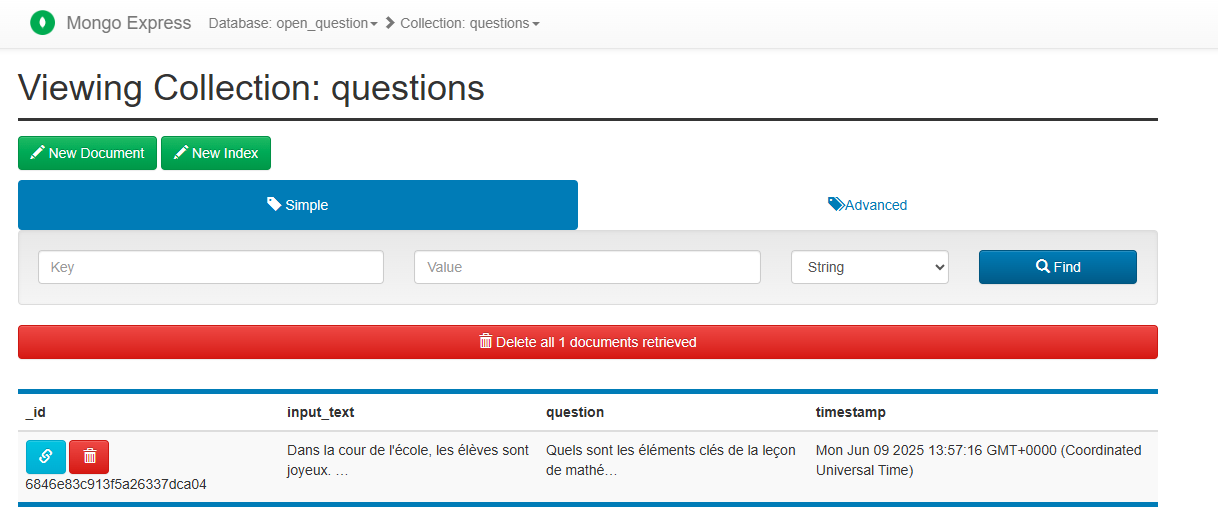 Mongo Express Database: open_question Collection: questions
Viewing Collection: questions
New Document New Index
Simple Advanced
Key Value String Find
Delete all 1 documents retrieved
_id input_text question timestamp
Dans la cour de l'école, les élèves sont Quels sont les éléments clés de la leçon Mon Jun 09 2025 13:57:16 GMT+0000 (Coordinated
joyeux. … de mathé… Universal Time)
6846e83c913f5a26337dca04